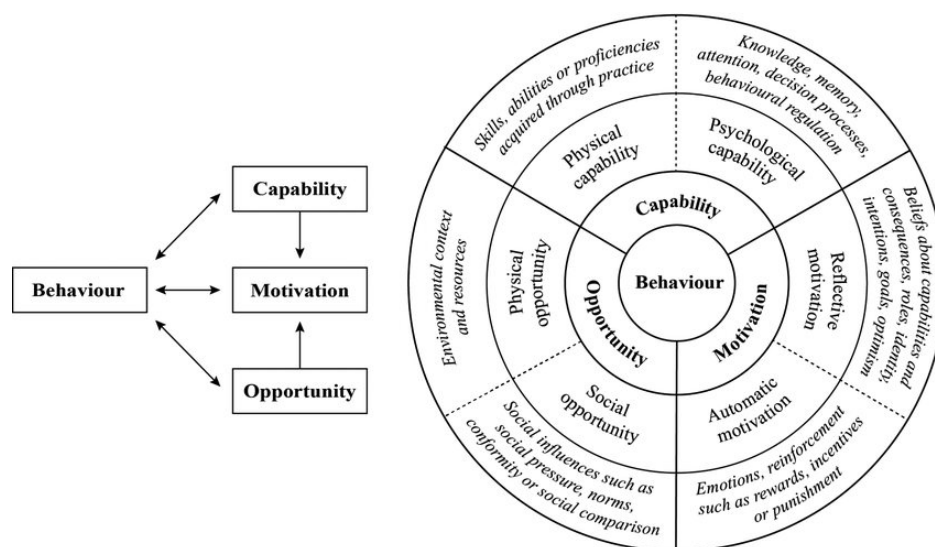 Capability
Behaviour
Motivation
Opportunity
Skills, abilities or proficiencies
acquired through practice
Knowledge, memory,
attention, decision processes,
behavioural regulation
Physical
capability
Psychological
capability
Capability
Environmental context
and resources
Physical
opportunity
Opportunity
Behaviour
Motivation
Reflective
motivation
Beliefs about capabilities and
consequences, roles, identity,
intentions, goals, optimism
Social
opportunity
Automatic
motivation
Social influences such as
social pressure, norms,
conformity or social comparison
Emotions, reinforcement
such as rewards, incentives
or punishment